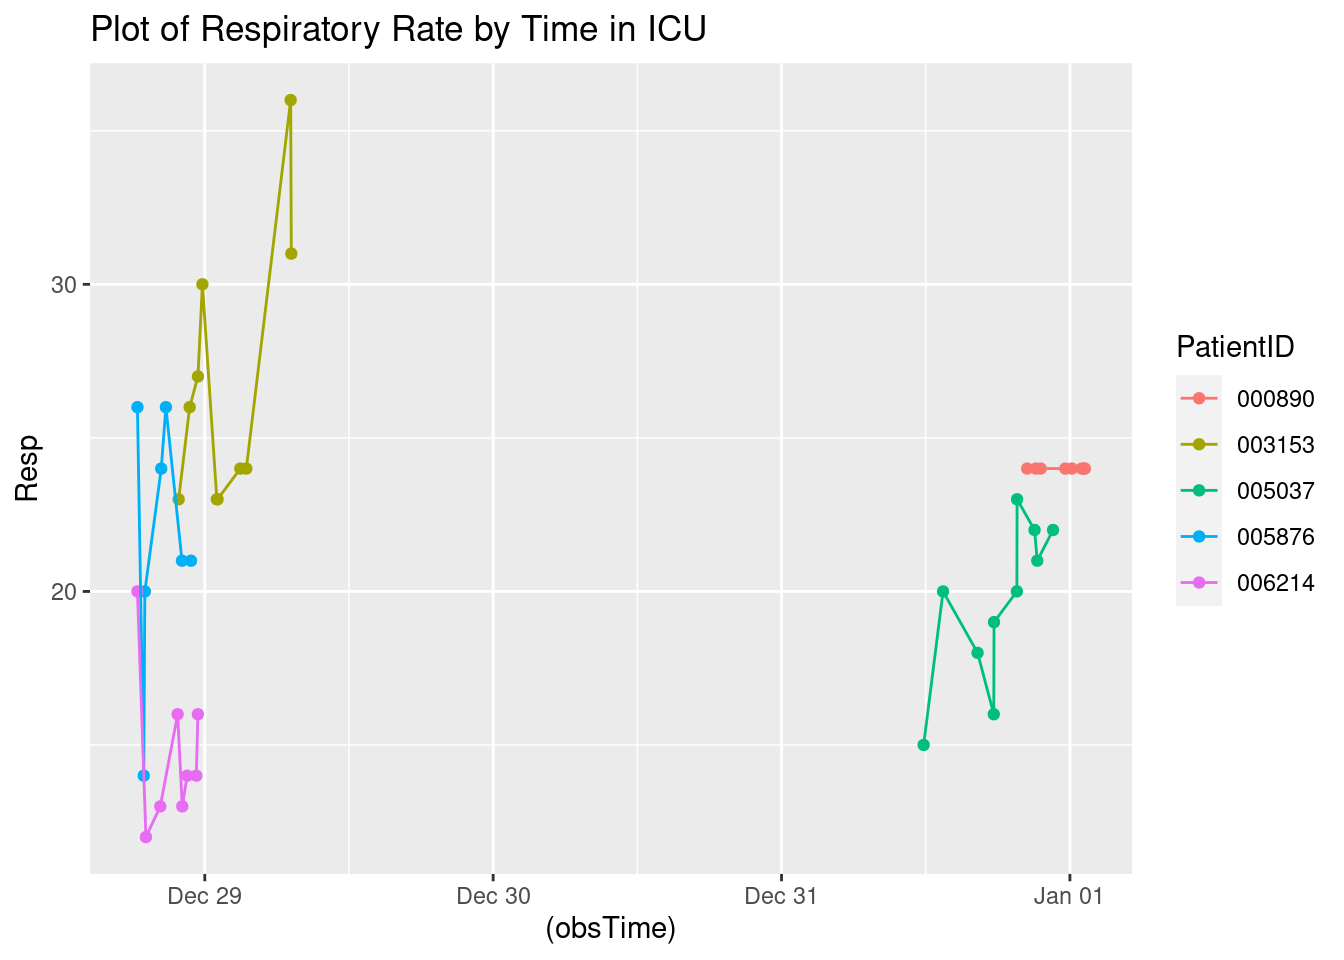 Plot of Respiratory Rate by Time in ICU
Resp
30
20
Dec 29 Dec 30 Dec 31 Jan 01
(obsTime)
PatientID
000890
003153
005037
005876
006214